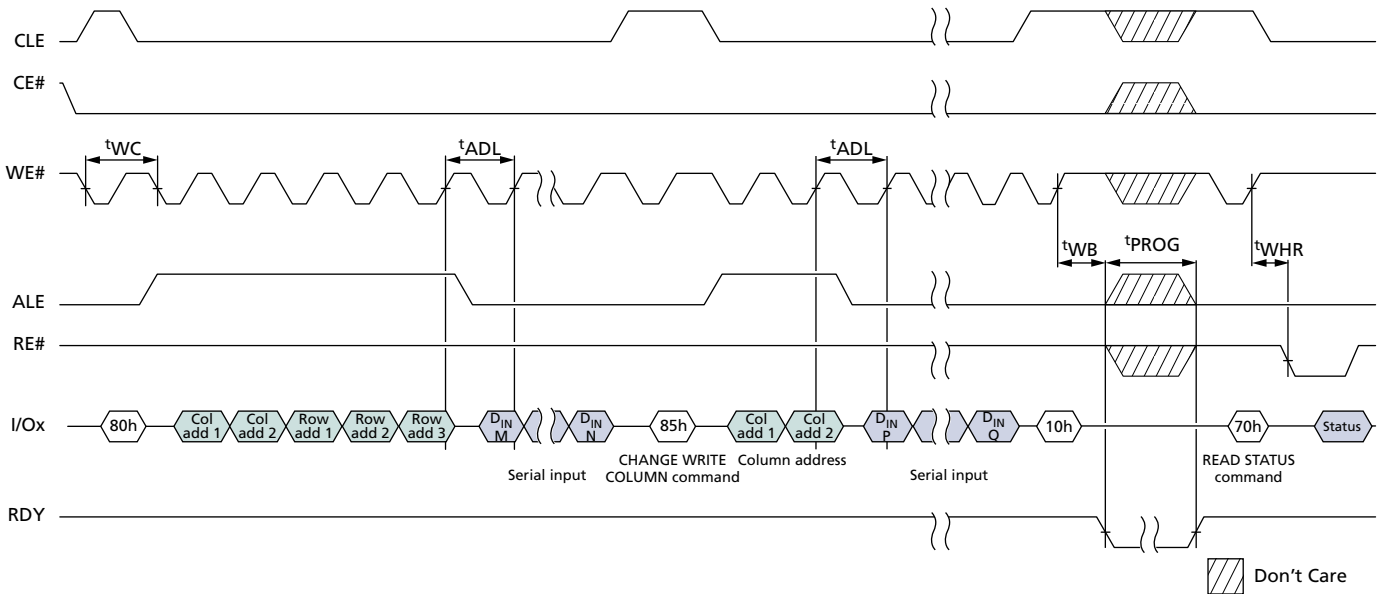 CLE
CE#
tWC
tADL
tADL
WE#
tWB
tPROG
tWHR
ALE
RE#
I/Ox
80h
Col
add 1
Col
add 2
Row
add 1
Row
add 2
Row
add 3
DIN
M
DIN
N
85h
Col
add 1
Col
add 2
DIN
P
DIN
Q
10h
70h
Status
Serial input
CHANGE WRITE
COLUMN command
Column address
Serial input
READ STATUS
command
RDY
Don't Care